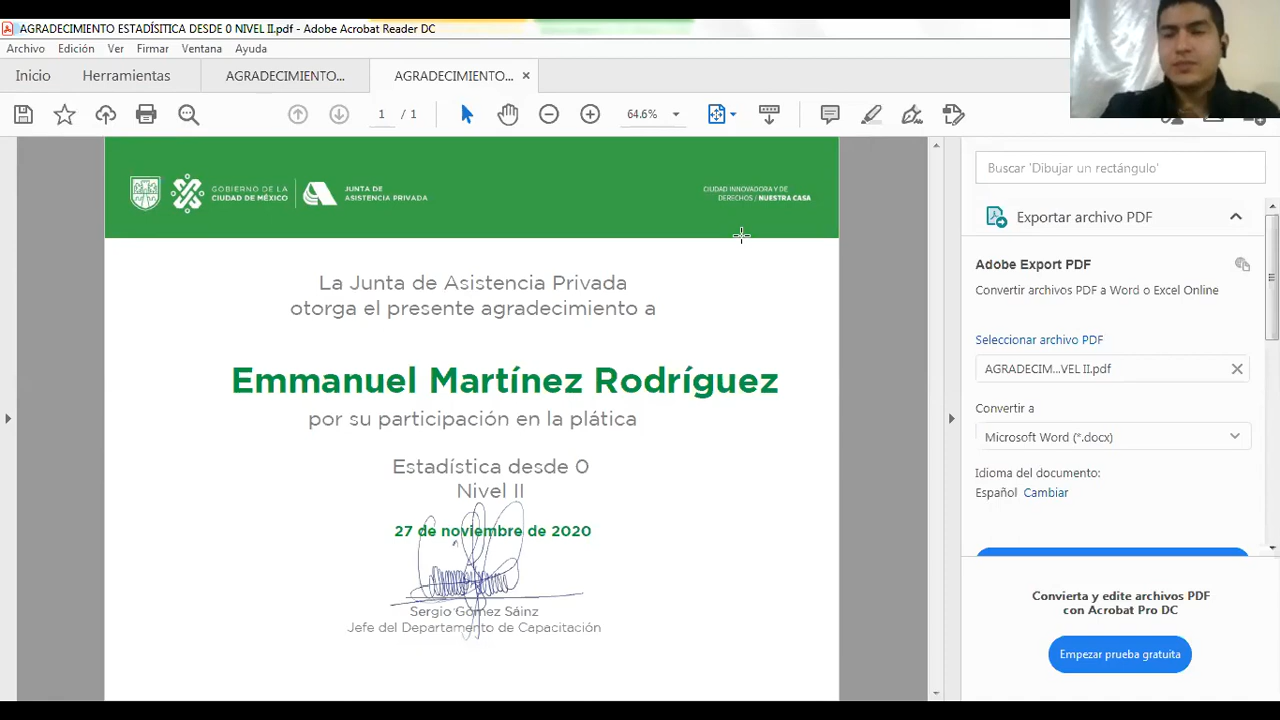 AGRADECIMIENTO ESTADÍSITICA DESDE 0 NIVEL II.pdf - Adobe Acrobat Reader DC
Archivo Edición Ver Firmar Ventana Ayuda
Inicio Herramientas AGRADECIMIENTO... AGRADECIMIENTO... ×
1 / 1 64.6%
GOBIERNO DE LA
CIUDAD DE MÉXICO
JUNTA DE
ASISTENCIA PRIVADA
CIUDAD INNOVADORA Y DE
DERECHOS / NUESTRA CASA
La Junta de Asistencia Privada
otorga el presente agradecimiento a
Emmanuel Martínez Rodríguez
por su participación en la plática
Estadística desde 0
Nivel II
27 de noviembre de 2020
Sergio Gómez Sáinz
Jefe del Departamento de Capacitación
Buscar 'Dibujar un rectángulo'
Exportar archivo PDF
Adobe Export PDF
Convertir archivos PDF a Word o Excel Online
Seleccionar archivo PDF
AGRADECIM...VEL II.pdf
Convertir a
Microsoft Word (*.docx)
Idioma del documento:
Español Cambiar
Convierta y edite archivos PDF
con Acrobat Pro DC
Empezar prueba gratuita